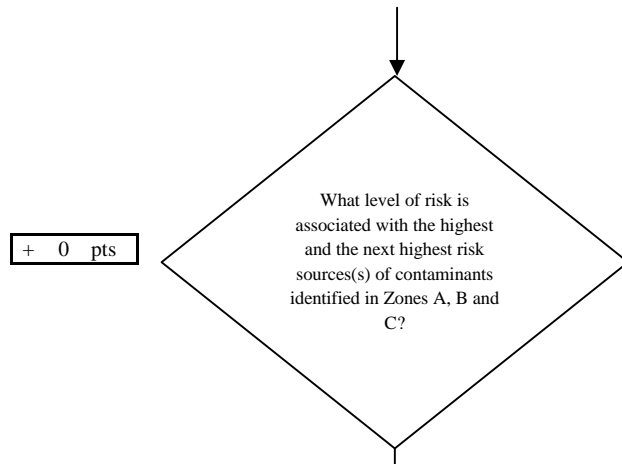 What level of risk is
associated with the highest
and the next highest risk
+ 0 pts
sources(s) of contaminants
identified in Zones A, B and
C?